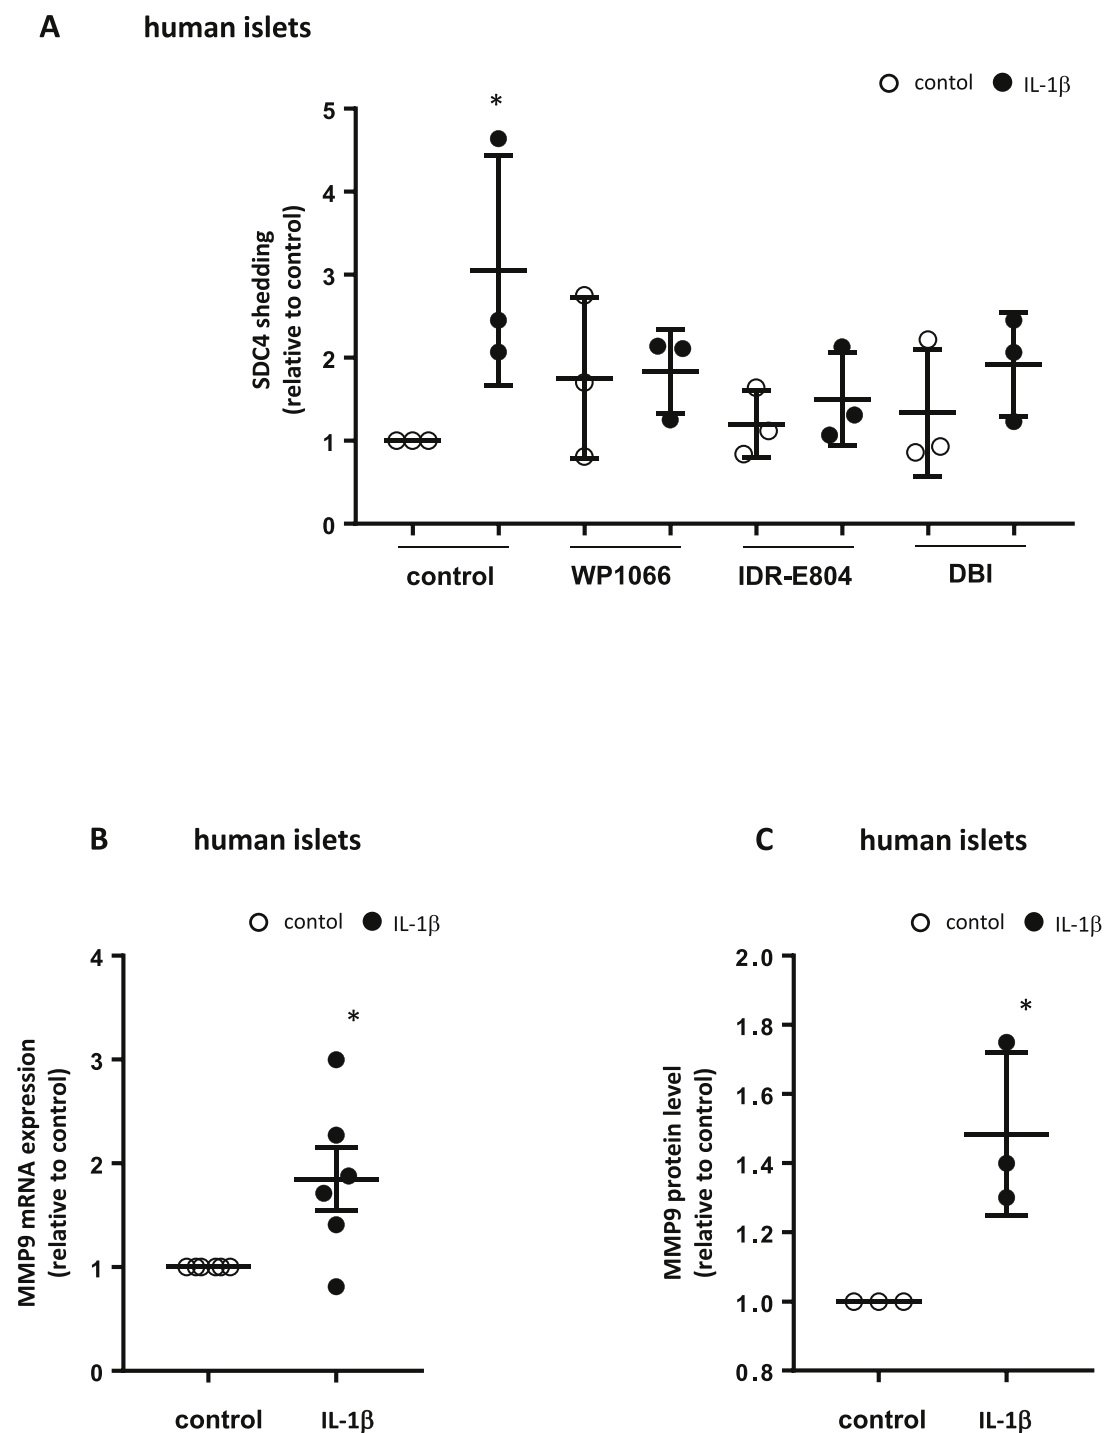 A human islets
contol IL-1β
*
5
4
3
2
1
0
SDC4 shedding
(relative to control)
control WP1066 IDR-E804 DBI
B human islets
contol IL-1β
*
4
3
2
1
0
MMP9 mRNA expression
(relative to control)
control IL-1β
C human islets
contol IL-1β
*
2.0
1.8
1.6
1.4
1.2
1.0
0.8
MMP9 protein level
(relative to control)
control IL-1β